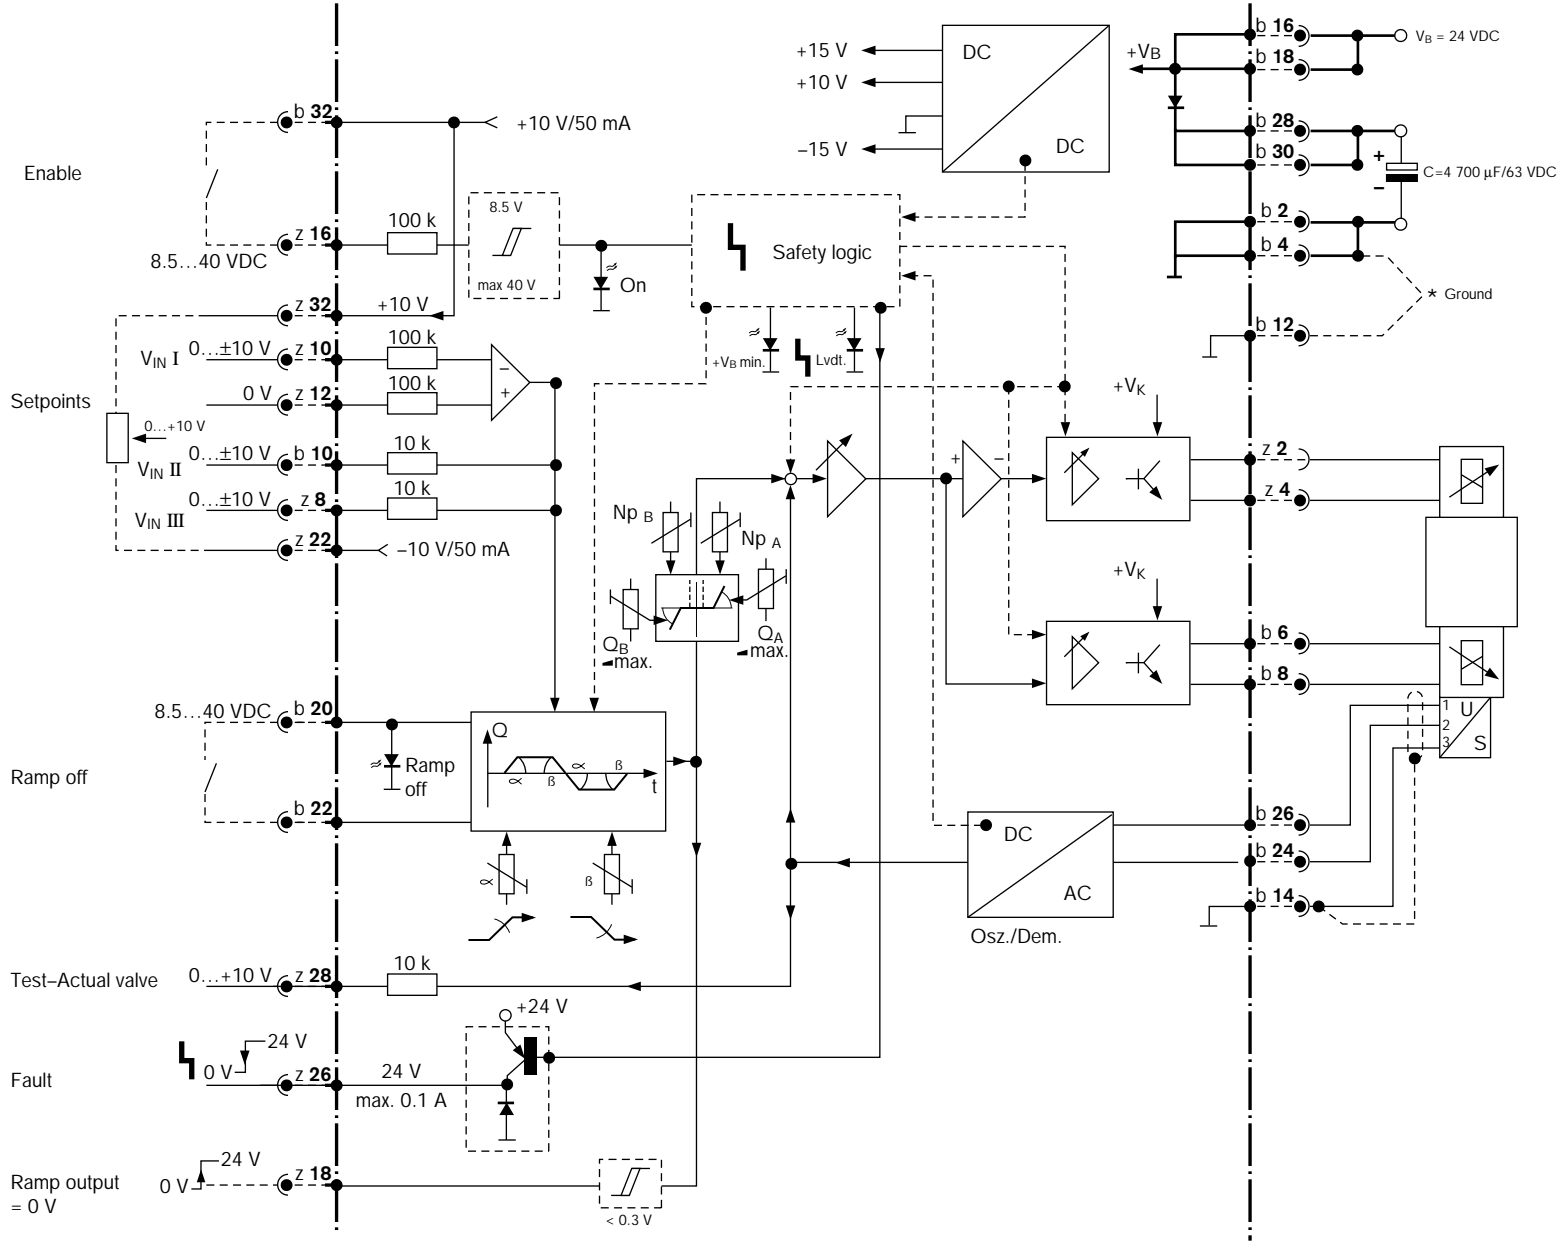 b 16
V_B = 24 VDC
+V_B
b 18
DC
DC
+15 V
+10 V
–15 V
b 28
b 30
+
–
C=4 700 µF/63 VDC
b 2
b 4
* Ground
b 12
Enable
b 32
+10 V/50 mA
z 16
8.5…40 VDC
100 k
8.5 V
max 40 V
On
Safety logic
+V_B min.
Lvdt.
z 32
+10 V
Setpoints
V_IN I
0…±10 V
z 10
100 k
0 V
z 12
100 k
–
+
0…+10 V
V_IN II
0…±10 V
b 10
10 k
V_IN III
0…±10 V
z 8
10 k
z 22
–10 V/50 mA
Np B
Np A
Q_B
max.
Q_A
max.
+
–
+V_K
+V_K
z 2
z 4
b 6
b 8
1
2
3
U
S
Ramp off
8.5…40 VDC
b 20
Ramp
off
b 22
Q
α
ß
α
ß
t
α
ß
DC
AC
Osz./Dem.
b 26
b 24
b 14
Test–Actual valve
0…+10 V
z 28
10 k
Fault
24 V
0 V
z 26
24 V
max. 0.1 A
+24 V
Ramp output
= 0 V
24 V
0 V
z 18
< 0.3 V